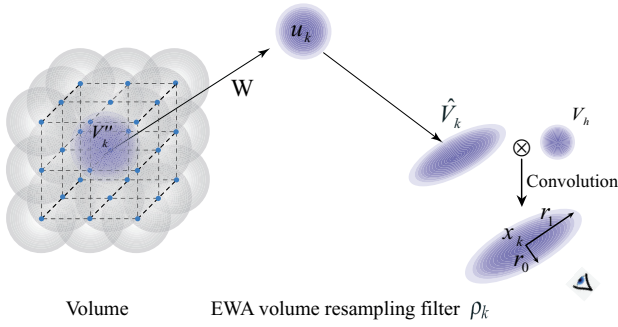 u_k
W
V''_k
V̂_k
V_h
⊗
Convolution
r_1
x_k
r_0
Volume
EWA volume resampling filter ρ_k